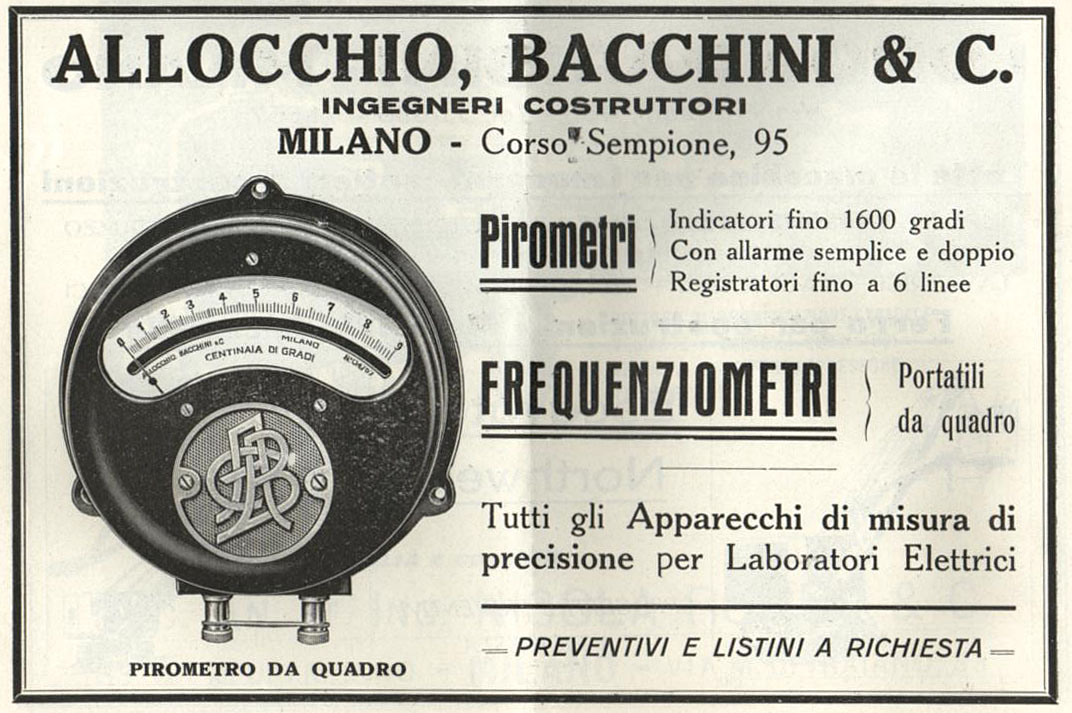 ALLOCCHIO, BACCHINI & C.
INGEGNERI COSTRUTTORI
MILANO - Corso Sempione, 95
Pirometri
Indicatori fino 1600 gradi
Con allarme semplice e doppio
Registratori fino a 6 linee
0 1 2 3 4 5 6 7 8 9
ALLOCCHIO, BACCHINI & C. MILANO
CENTINAIA DI GRADI
FREQUENZIOMETRI
Portatili
da quadro
Tutti gli Apparecchi di misura di
precisione per Laboratori Elettrici
PREVENTIVI E LISTINI A RICHIESTA
PIROMETRO DA QUADRO